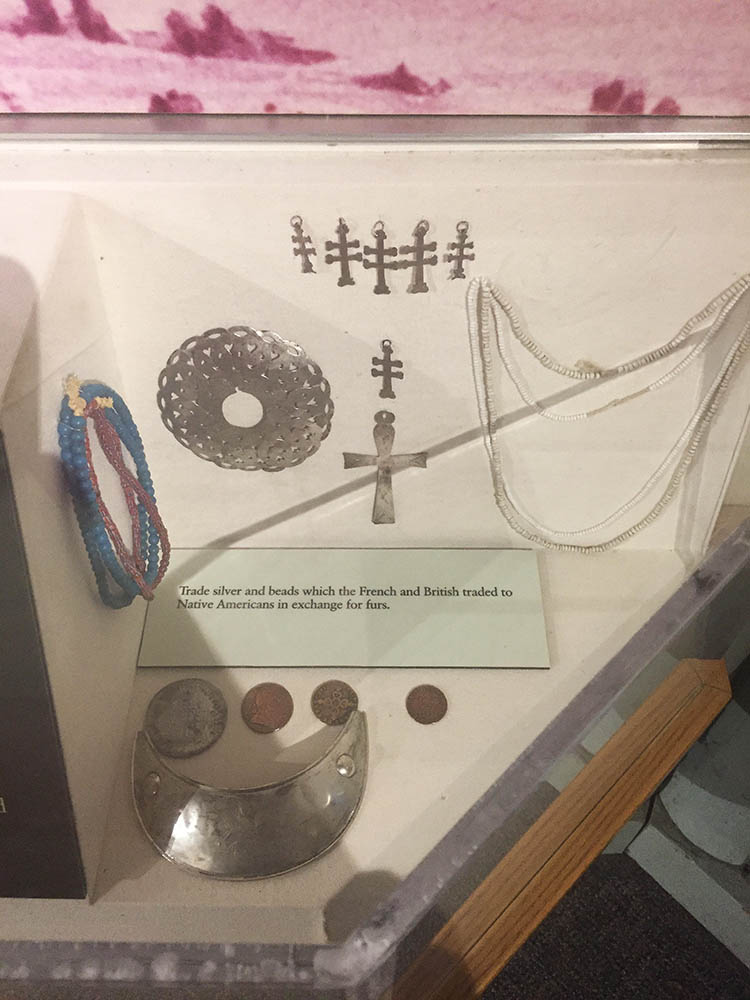 Trade silver and beads which the French and British traded to
Native Americans in exchange for furs.